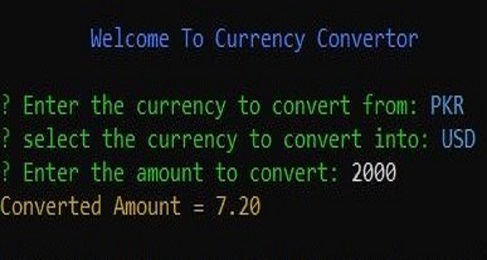 Welcome To Currency Convertor
? Enter the currency to convert from: PKR
? select the currency to convert into: USD
? Enter the amount to convert: 2000
Converted Amount = 7.20